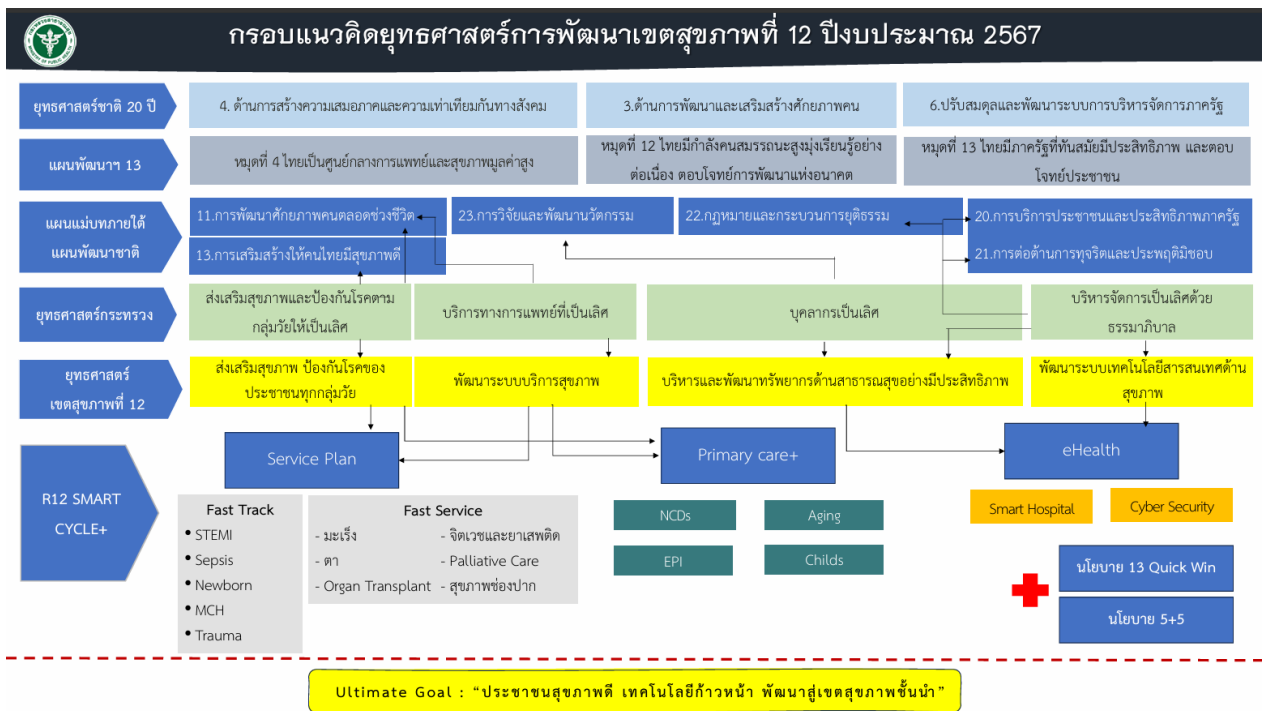 กรอบแนวคิดยุทธศาสตร์การพัฒนาเขตสุขภาพที่ 12 ปีงบประมาณ 2567
ยุทธศาสตร์ชาติ 20 ปี
4. ด้านการสร้างความเสมอภาคและความเท่าเทียมกันทางสังคม
3.ด้านการพัฒนาและเสริมสร้างศักยภาพคน
6.ปรับสมดุลและพัฒนาระบบการบริหารจัดการภาครัฐ
แผนพัฒนาฯ 13
หมุดที่ 4 ไทยเป็นศูนย์กลางการแพทย์และสุขภาพมูลค่าสูง
หมุดที่ 12 ไทยมีกำลังคนสมรรถนะสูงมุ่งเรียนรู้อย่าง
ต่อเนื่อง ตอบโจทย์การพัฒนาแห่งอนาคต
หมุดที่ 13 ไทยมีภาครัฐที่ทันสมัยมีประสิทธิภาพ และตอบ
โจทย์ประชาชน
แผนแม่บทภายใต้
แผนพัฒนาชาติ
11.การพัฒนาศักยภาพคนตลอดช่วงชีวิต
23.การวิจัยและพัฒนานวัตกรรม
22.กฎหมายและกระบวนการยุติธรรม
20.การบริการประชาชนและประสิทธิภาพภาครัฐ
13.การเสริมสร้างให้คนไทยมีสุขภาพดี
21.การต่อต้านการทุจริตและประพฤติมิชอบ
ยุทธศาสตร์กระทรวง
ส่งเสริมสุขภาพและป้องกันโรคตาม
กลุ่มวัยให้เป็นเลิศ
บริการทางการแพทย์ที่เป็นเลิศ
บุคลากรเป็นเลิศ
บริหารจัดการเป็นเลิศด้วย
ธรรมาภิบาล
ยุทธศาสตร์
เขตสุขภาพที่ 12
ส่งเสริมสุขภาพ ป้องกันโรคของ
ประชาชนทุกกลุ่มวัย
พัฒนาระบบบริการสุขภาพ
บริหารและพัฒนาทรัพยากรด้านสาธารณสุขอย่างมีประสิทธิภาพ
พัฒนาระบบเทคโนโลยีสารสนเทศด้าน
สุขภาพ
R12 SMART
CYCLE+
Service Plan
Primary care+
eHealth
Fast Track
• STEMI
• Sepsis
• Newborn
• MCH
• Trauma
Fast Service
- มะเร็ง
- ตา
- Organ Transplant
- จิตเวชและยาเสพติด
- Palliative Care
- สุขภาพช่องปาก
NCDs
Aging
EPI
Childs
Smart Hospital
Cyber Security
นโยบาย 13 Quick Win
นโยบาย 5+5
Ultimate Goal : “ประชาชนสุขภาพดี เทคโนโลยีก้าวหน้า พัฒนาสู่เขตสุขภาพชั้นนำ”